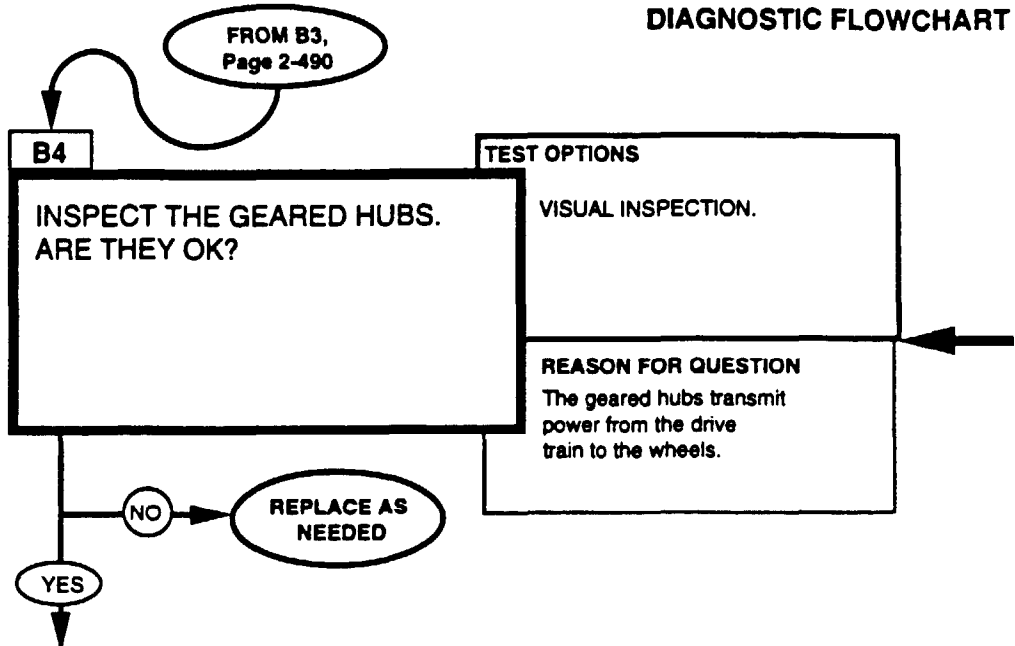 DIAGNOSTIC FLOWCHART
FROM B3,
Page 2-490
B4
INSPECT THE GEARED HUBS.
ARE THEY OK?
TEST OPTIONS
VISUAL INSPECTION.
REASON FOR QUESTION
The geared hubs transmit
power from the drive
train to the wheels.
NO
REPLACE AS
NEEDED
YES